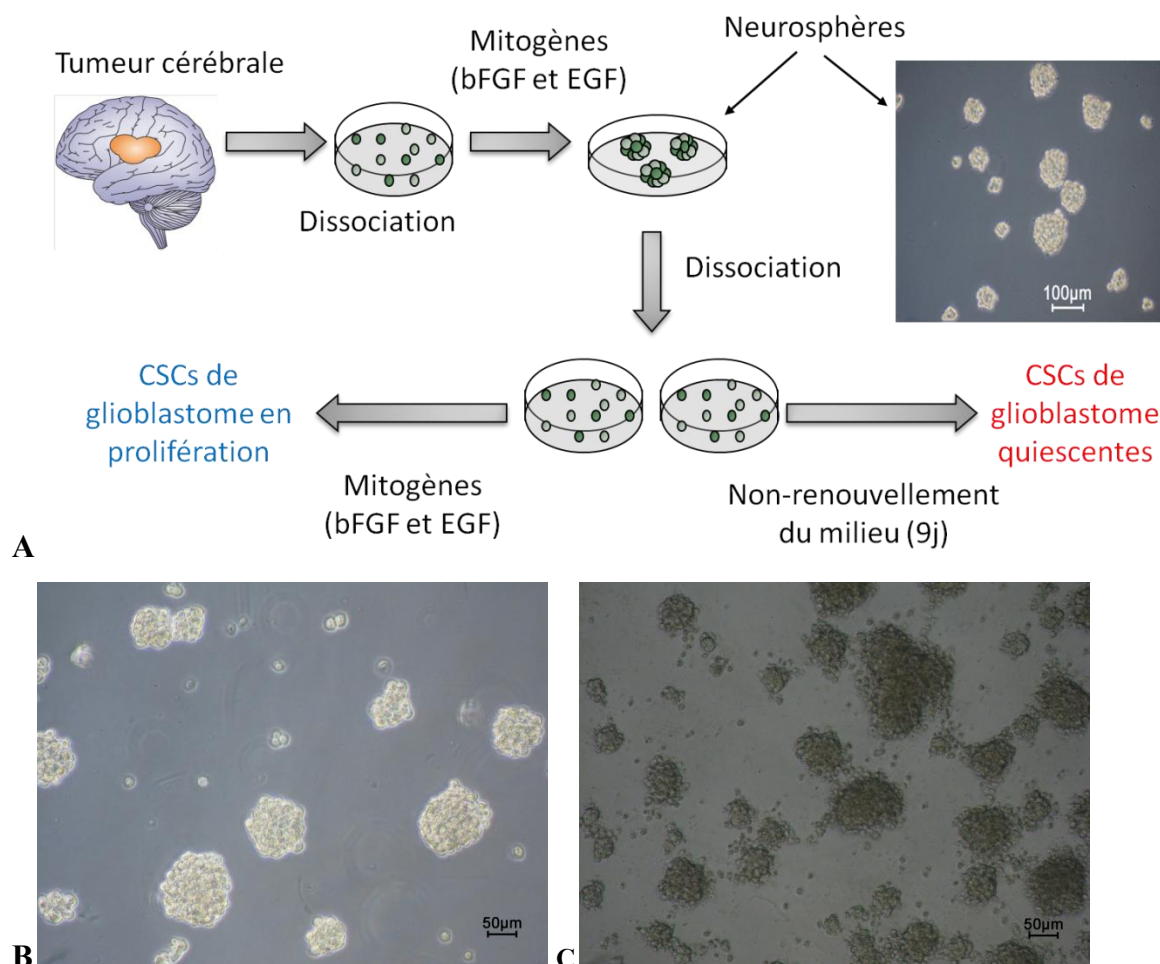 Tumeur cérébrale
Mitogènes
(bFGF et EGF)
Neurosphères
Dissociation
100µm
Dissociation
CSCs de
glioblastome en
prolifération
Mitogènes
(bFGF et EGF)
CSCs de
glioblastome
quiescentes
Non-renouvellement
du milieu (9j)
A
50µm
B
50µm
C